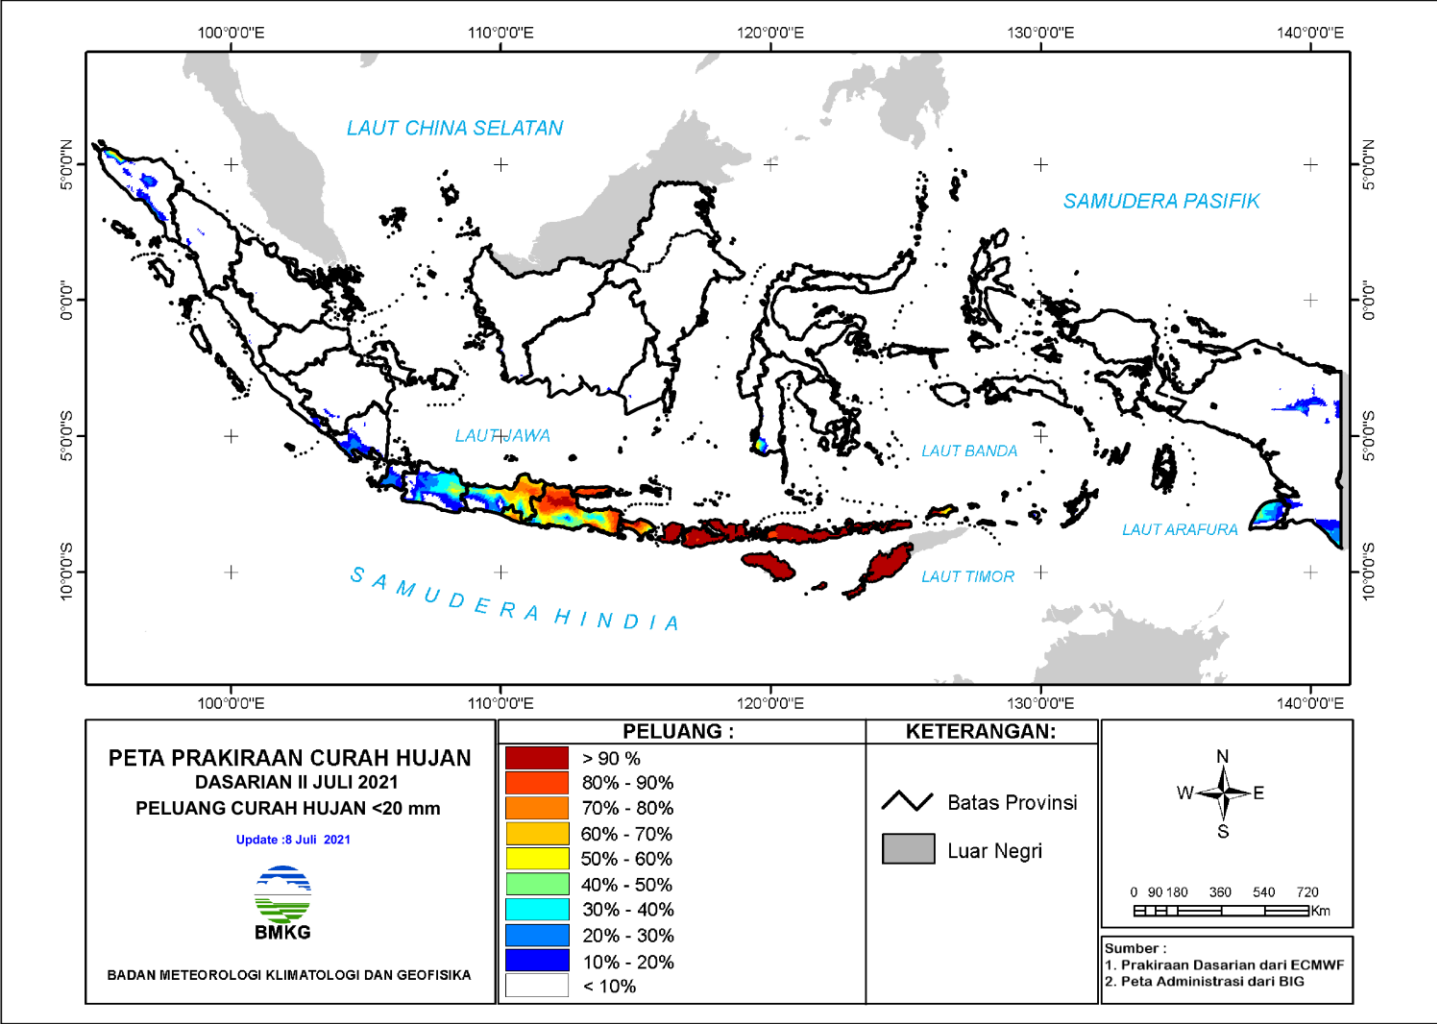 100°0'0"E 110°0'0"E 120°0'0"E 130°0'0"E 140°0'0"E
5°0'0"N
5°0'0"N
LAUT CHINA SELATAN
SAMUDERA PASIFIK
0°0'0"
0°0'0"
5°0'0"S
5°0'0"S
LAUT JAWA
LAUT BANDA
LAUT ARAFURA
10°0'0"S
10°0'0"S
LAUT TIMOR
SAMUDERA HINDIA
100°0'0"E 110°0'0"E 120°0'0"E 130°0'0"E 140°0'0"E
PETA PRAKIRAAN CURAH HUJAN
DASARIAN II JULI 2021
PELUANG CURAH HUJAN <20 mm
Update :8 Juli 2021
BMKG
BADAN METEOROLOGI KLIMATOLOGI DAN GEOFISIKA
PELUANG :
> 90 %
80% - 90%
70% - 80%
60% - 70%
50% - 60%
40% - 50%
30% - 40%
20% - 30%
10% - 20%
< 10%
KETERANGAN:
Batas Provinsi
Luar Negri
N
W E
S
0 90 180 360 540 720
Km
Sumber :
1. Prakiraan Dasarian dari ECMWF
2. Peta Administrasi dari BIG